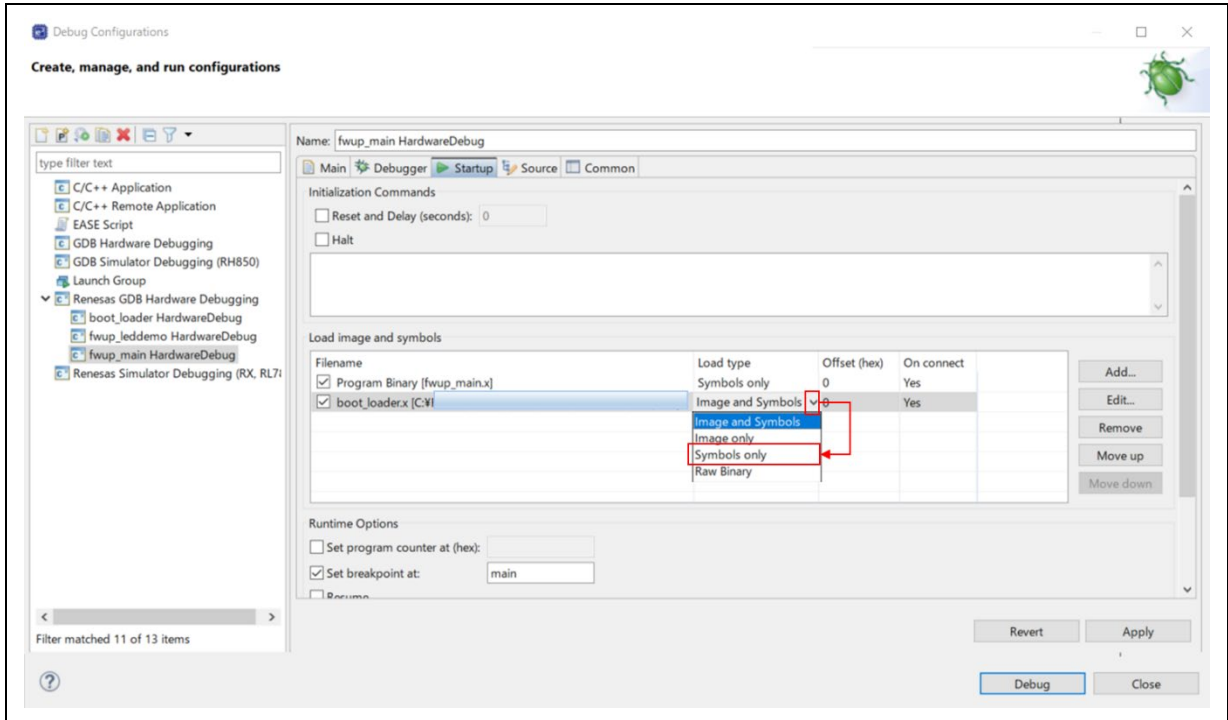 Debug Configurations
Create, manage, and run configurations
type filter text
C/C++ Application
C/C++ Remote Application
EASE Script
GDB Hardware Debugging
GDB Simulator Debugging (RH850)
Launch Group
Renesas GDB Hardware Debugging
boot_loader HardwareDebug
fwup_leddemo HardwareDebug
fwup_main HardwareDebug
Renesas Simulator Debugging (RX, RL7
Filter matched 11 of 13 items
Name: fwup_main HardwareDebug
Main Debugger Startup Source Common
Initialization Commands
Reset and Delay (seconds): 0
Halt
Load image and symbols
Filename Load type Offset (hex) On connect
Program Binary [fwup_main.x] Symbols only 0 Yes
boot_loader.x [C:¥ Image and Symbols 0 Yes
Image and Symbols
Image only
Symbols only
Raw Binary
Add...
Edit...
Remove
Move up
Move down
Runtime Options
Set program counter at (hex):
Set breakpoint at: main
Resume
Revert Apply
Debug Close